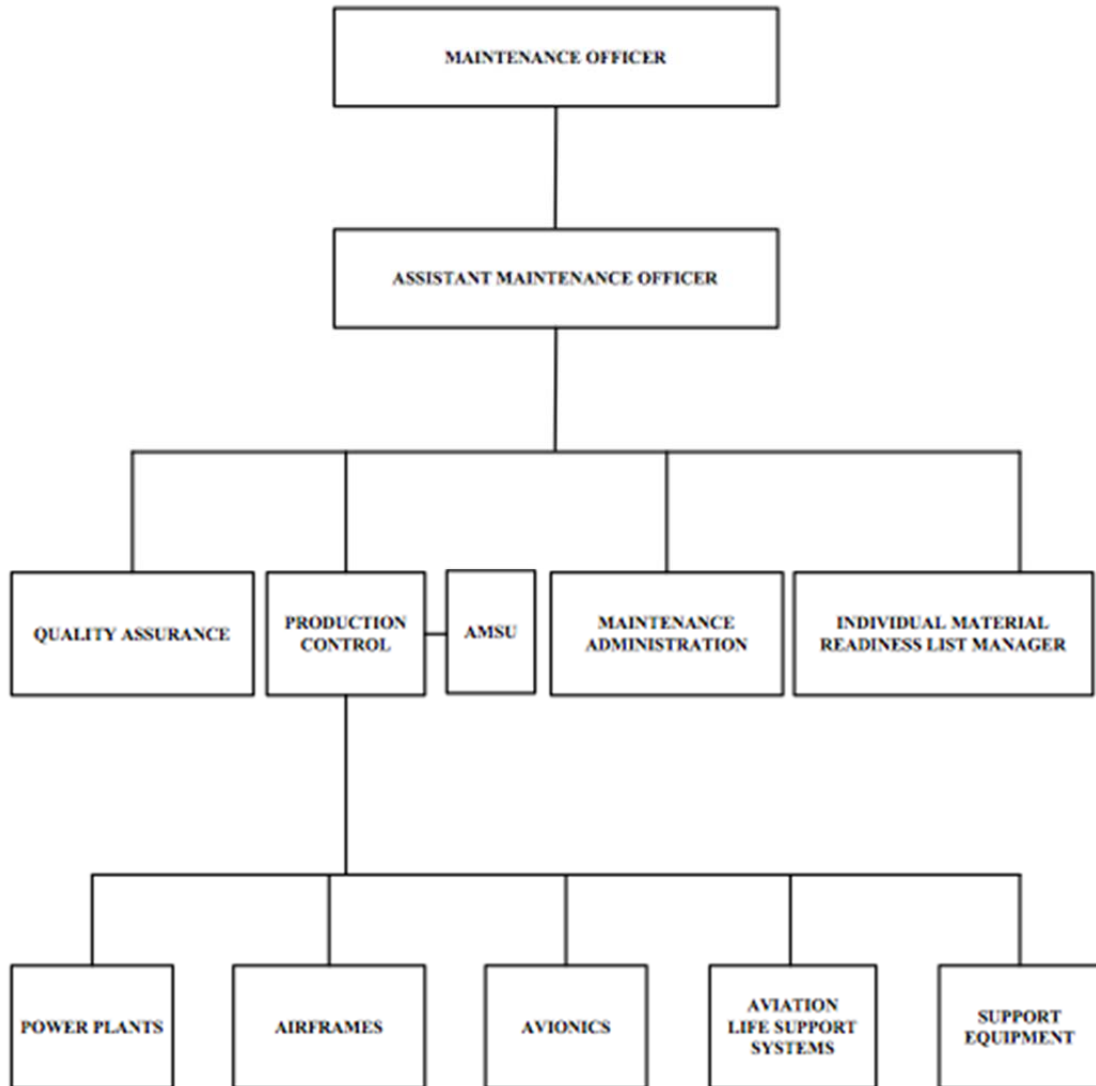 MAINTENANCE OFFICER
ASSISTANT MAINTENANCE OFFICER
QUALITY ASSURANCE
PRODUCTION
CONTROL
AMSU
MAINTENANCE
ADMINISTRATION
INDIVIDUAL MATERIAL
READINESS LIST MANAGER
POWER PLANTS
AIRFRAMES
AVIONICS
AVIATION
LIFE SUPPORT
SYSTEMS
SUPPORT
EQUIPMENT